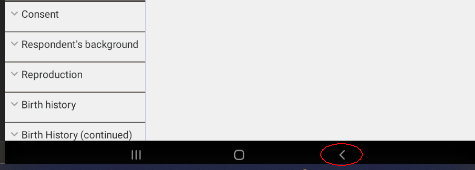 Consent
Respondent's background
Reproduction
Birth history
Birth History (continued)